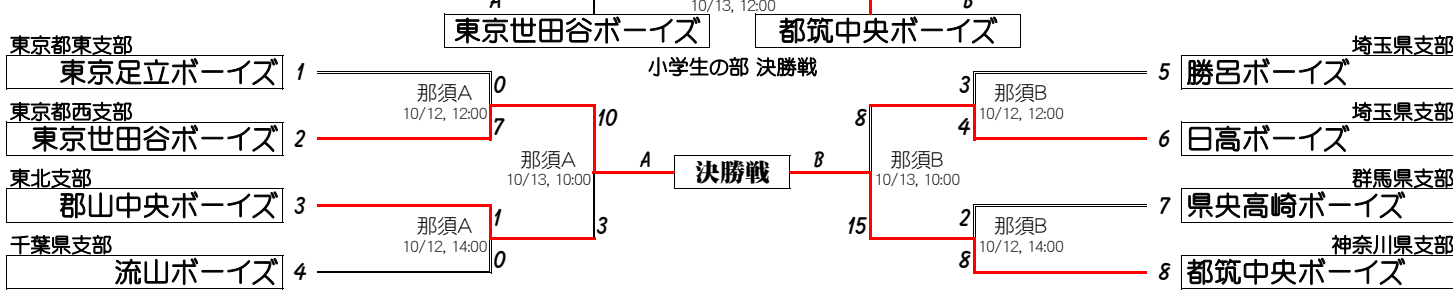 A
10/13, 12:00
B
東京世田谷ボーイズ
都筑中央ボーイズ
小学生の部 決勝戦
東京都東支部
東京足立ボーイズ 1
東京都西支部
東京世田谷ボーイズ 2
東北支部
郡山中央ボーイズ 3
千葉県支部
流山ボーイズ 4
那須A
10/12, 12:00
0
7
那須A
10/12, 14:00
1
0
那須A
10/13, 10:00
10
3
A
決勝戦
B
8
15
那須B
10/13, 10:00
3
4
那須B
10/12, 12:00
2
8
那須B
10/12, 14:00
埼玉県支部
5 勝呂ボーイズ
埼玉県支部
6 日高ボーイズ
群馬県支部
7 県央高崎ボーイズ
神奈川県支部
8 都筑中央ボーイズ